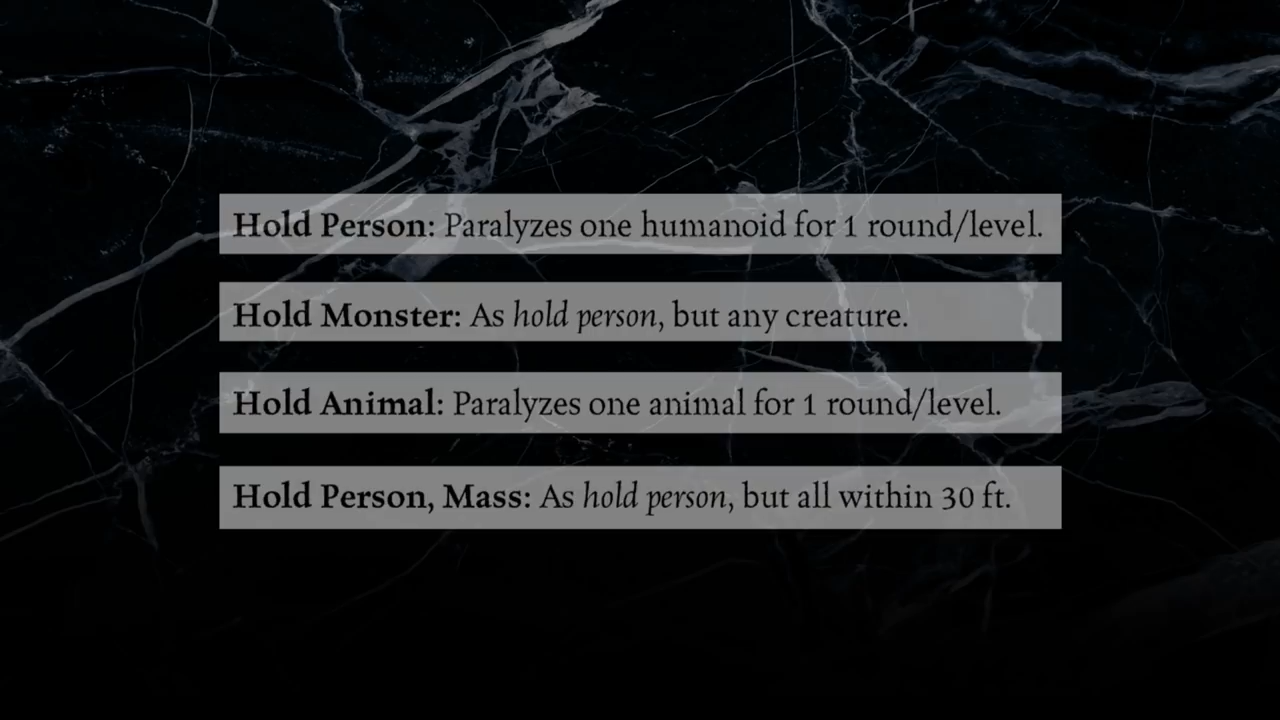 Hold Person: Paralyzes one humanoid for 1 round/level.
Hold Monster: As hold person, but any creature.
Hold Animal: Paralyzes one animal for 1 round/level.
Hold Person, Mass: As hold person, but all within 30 ft.